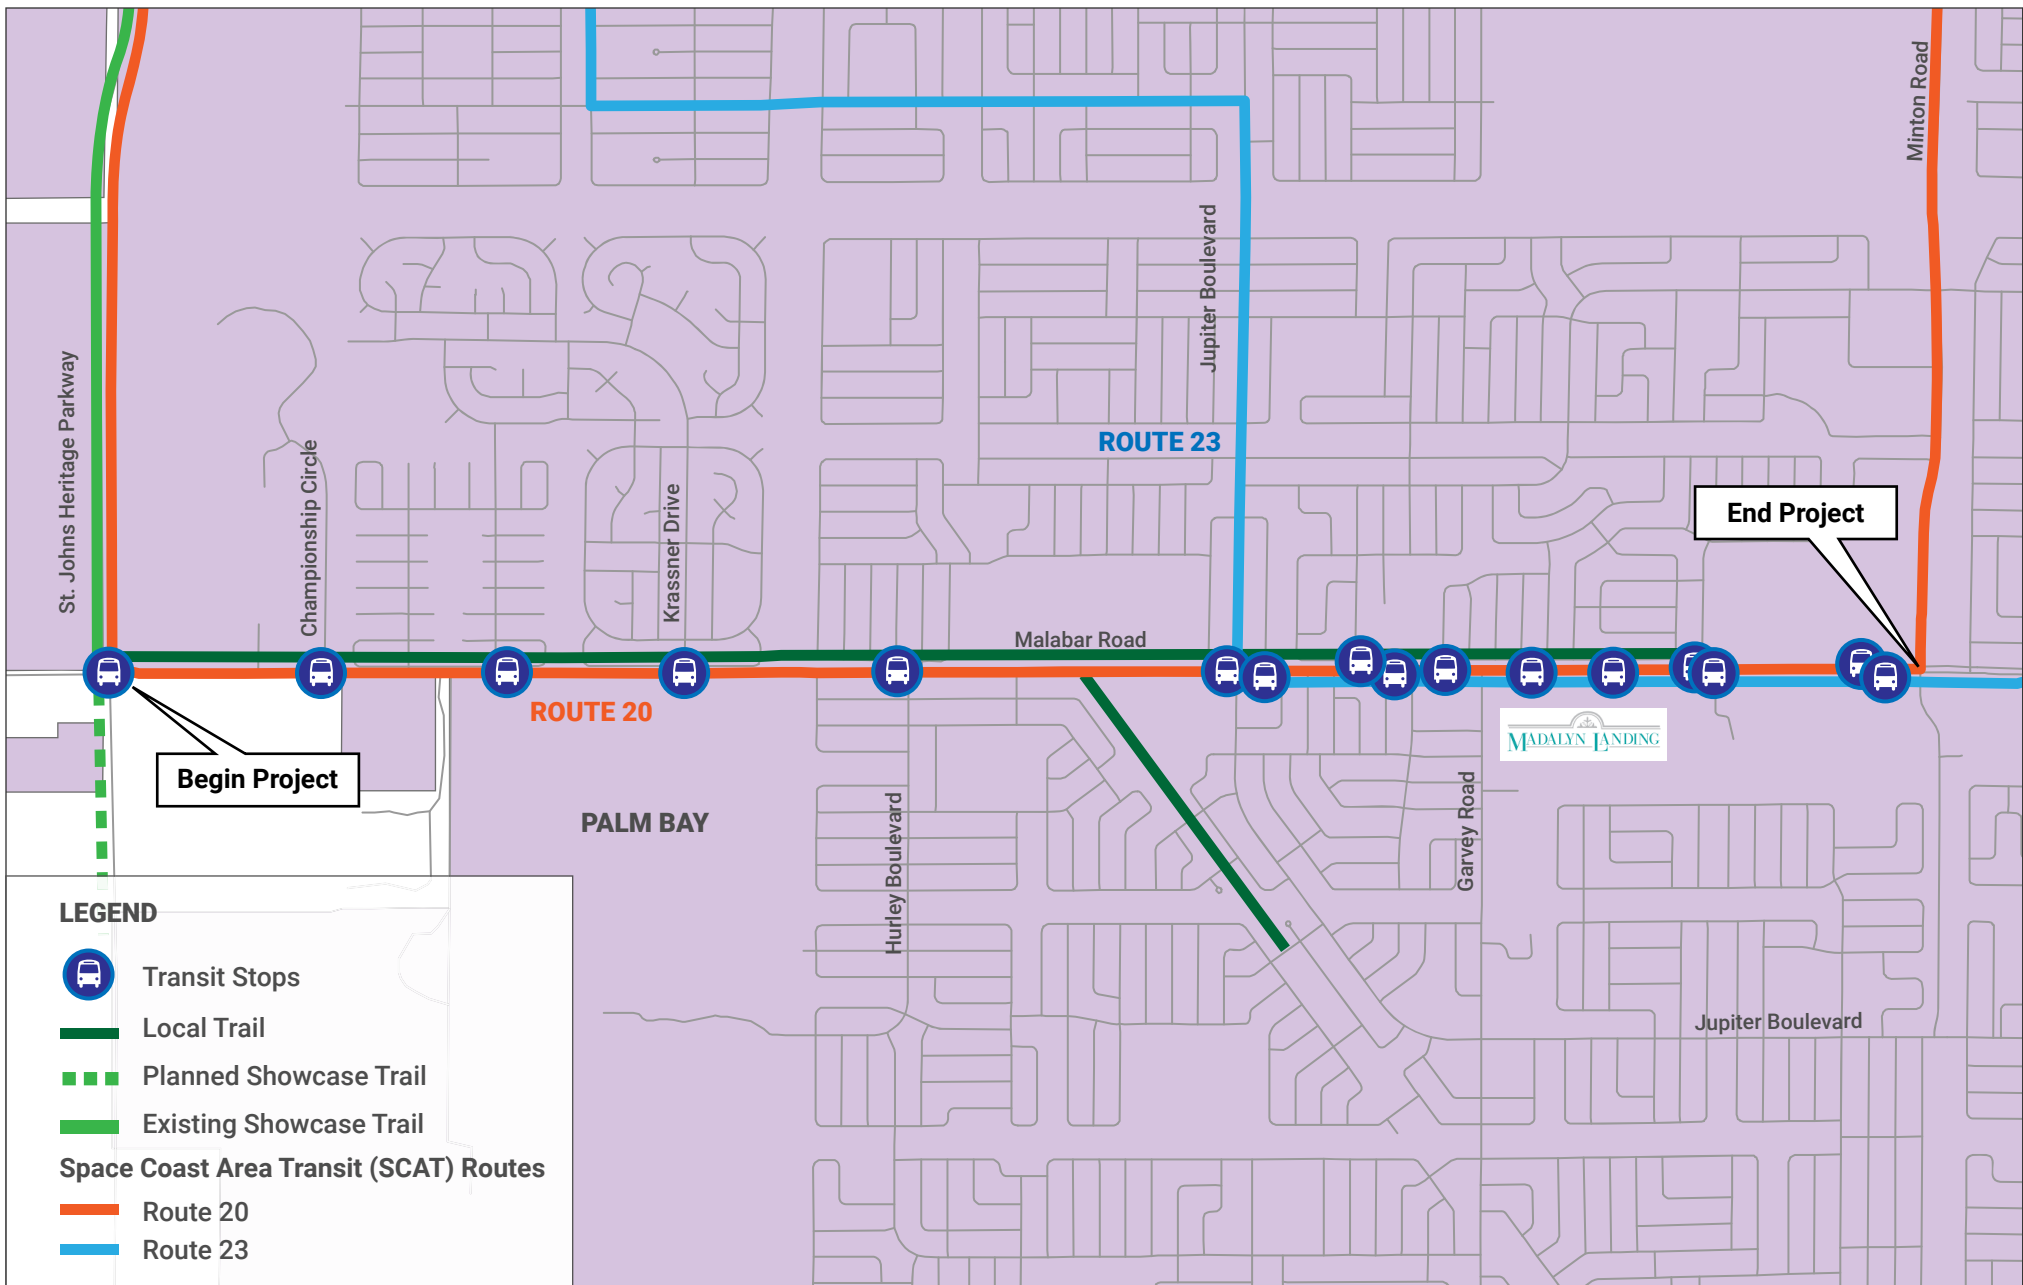 Minton Road
Jupiter Boulevard
St. Johns Heritage Parkway
Championship Circle
Krassner Drive
ROUTE 23
End Project
Malabar Road
ROUTE 20
MADALYN LANDING
Begin Project
PALM BAY
Hurley Boulevard
Garvey Road
Jupiter Boulevard
LEGEND
Transit Stops
Local Trail
Planned Showcase Trail
Existing Showcase Trail
Space Coast Area Transit (SCAT) Routes
Route 20
Route 23